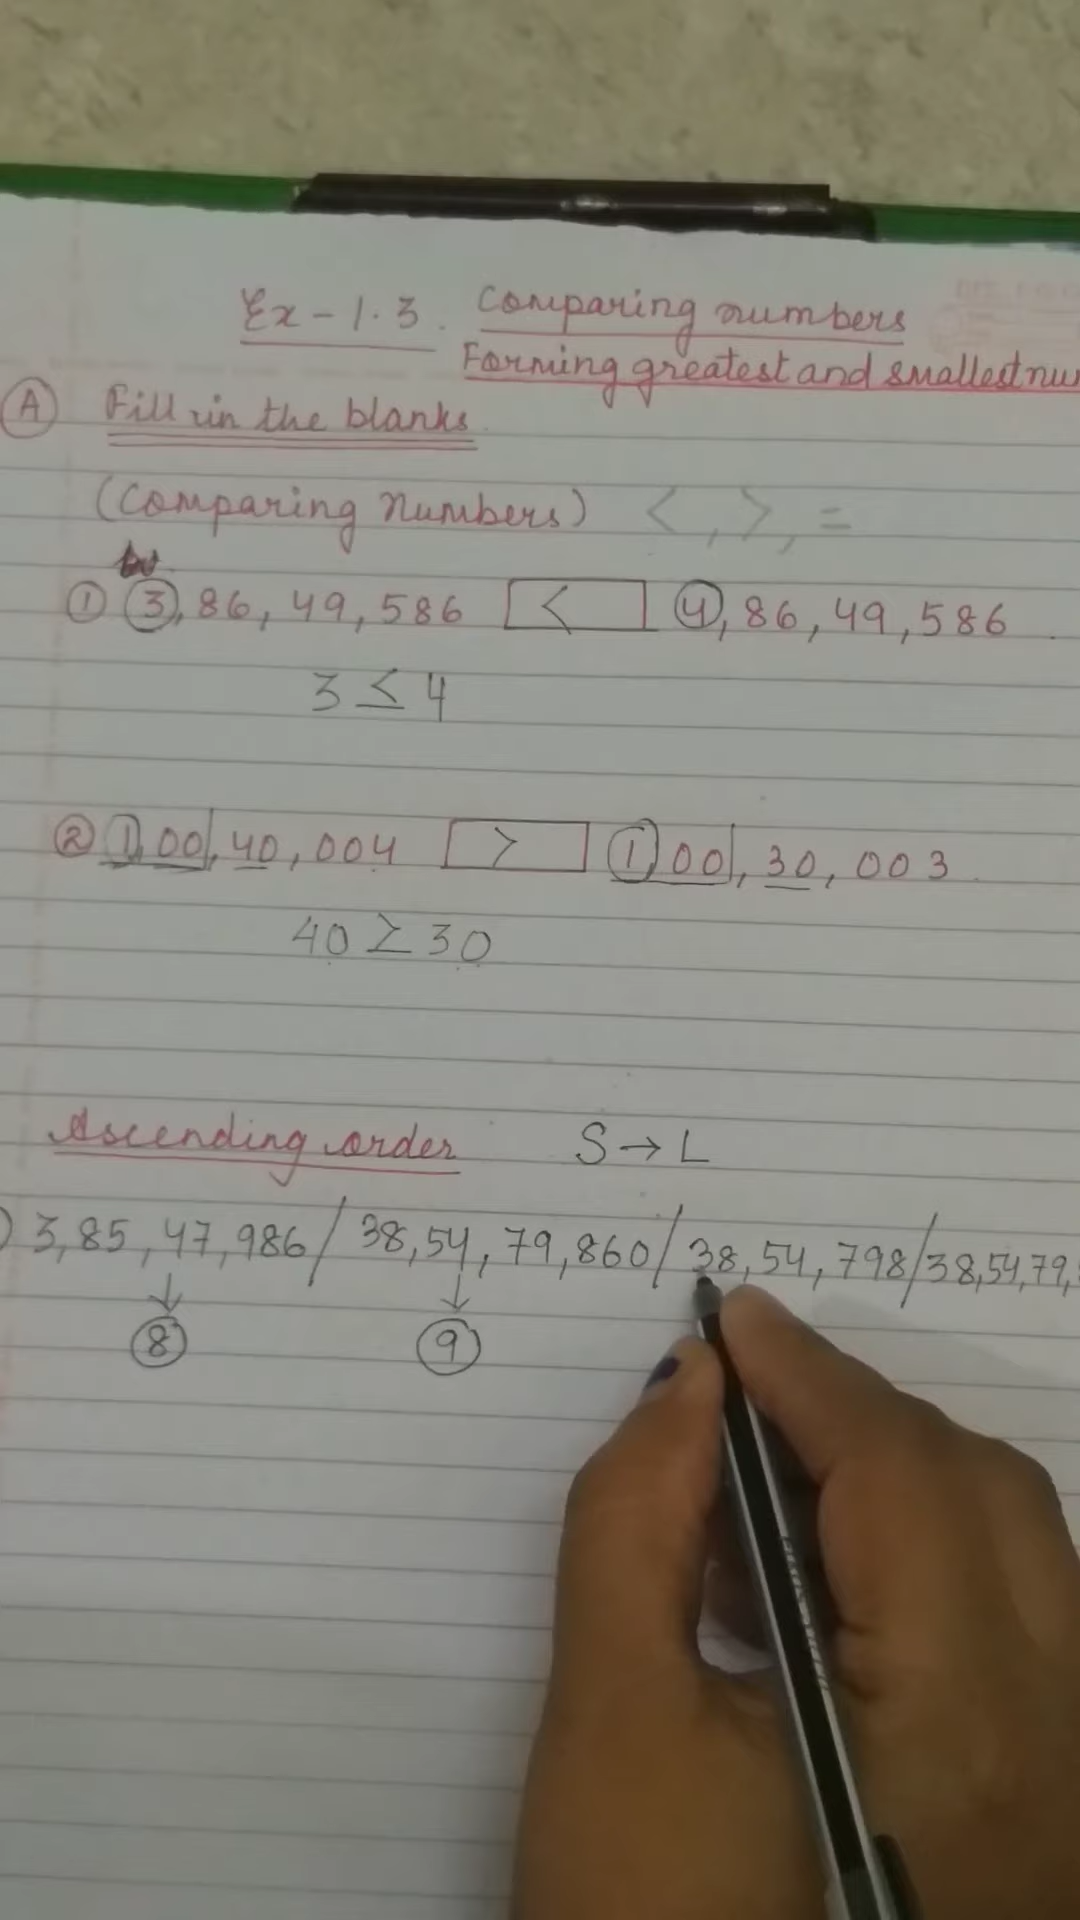 Ex - 1.3. Comparing numbers
Forming greatest and smallest nu
(A) Fill in the blanks
(Comparing Numbers) <, >, =
① 3,86,49,586 < 4,86,49,586
3 < 4
② 1,00,40,004 > 1,00,30,003
40 > 30
Ascending order S → L
) 3,85,47,986 / 38,54,79,860 / 38,54,798 / 38,54,79,
8 9